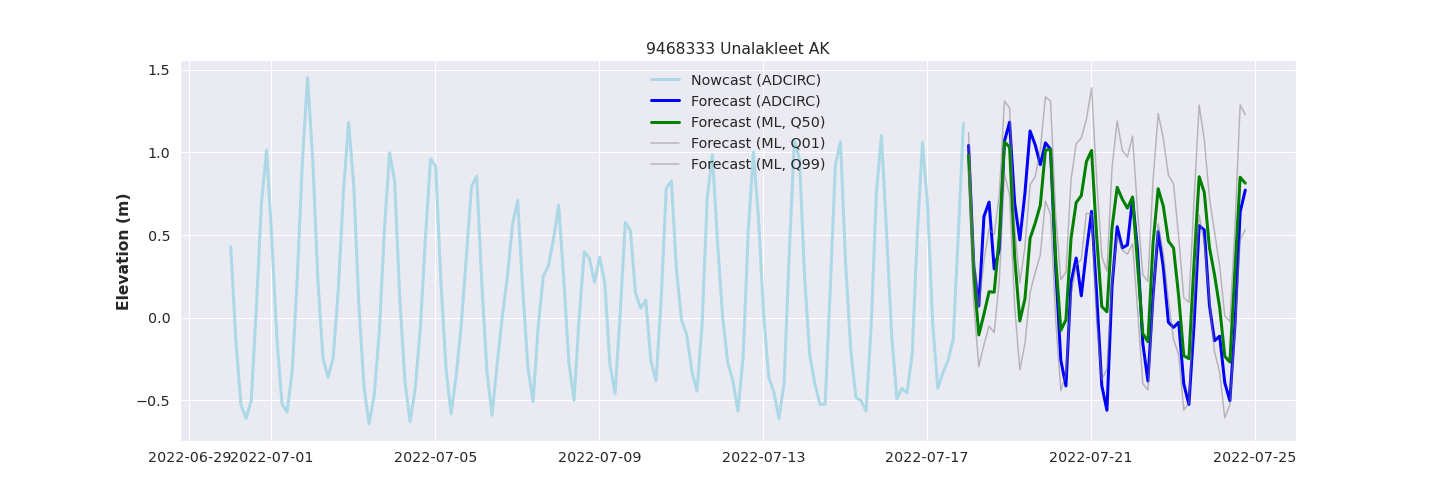 9468333 Unalakleet AK
Nowcast (ADCIRC)
Forecast (ADCIRC)
Forecast (ML, Q50)
Forecast (ML, Q01)
Forecast (ML, Q99)
Elevation (m)
1.5
1.0
0.5
0.0
−0.5
2022-06-29 2022-07-01 2022-07-05 2022-07-09 2022-07-13 2022-07-17 2022-07-21 2022-07-25